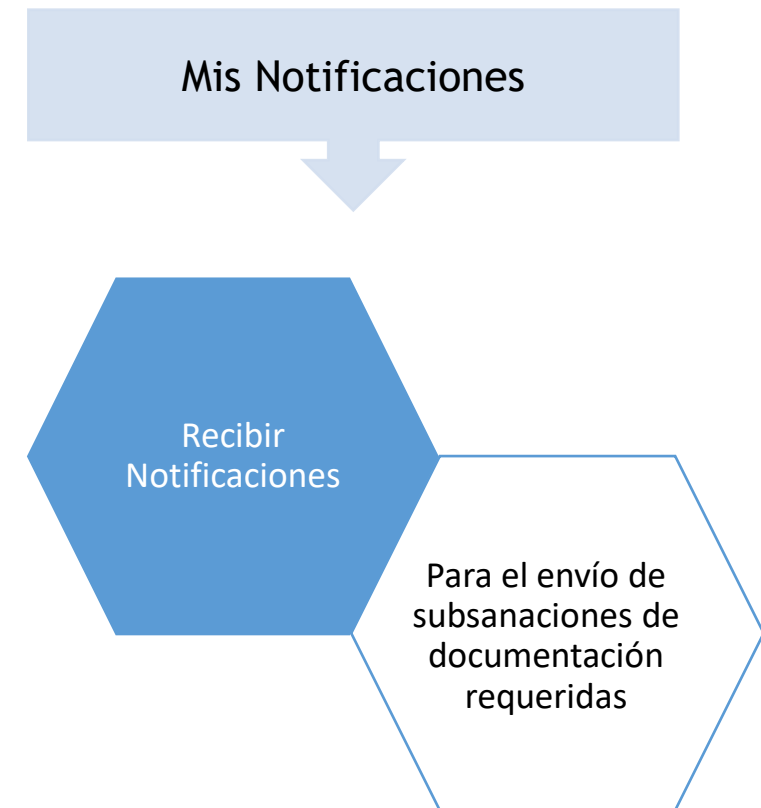 Mis Notificaciones
Recibir
Notificaciones
Para el envío de
subsanaciones de
documentación
requeridas